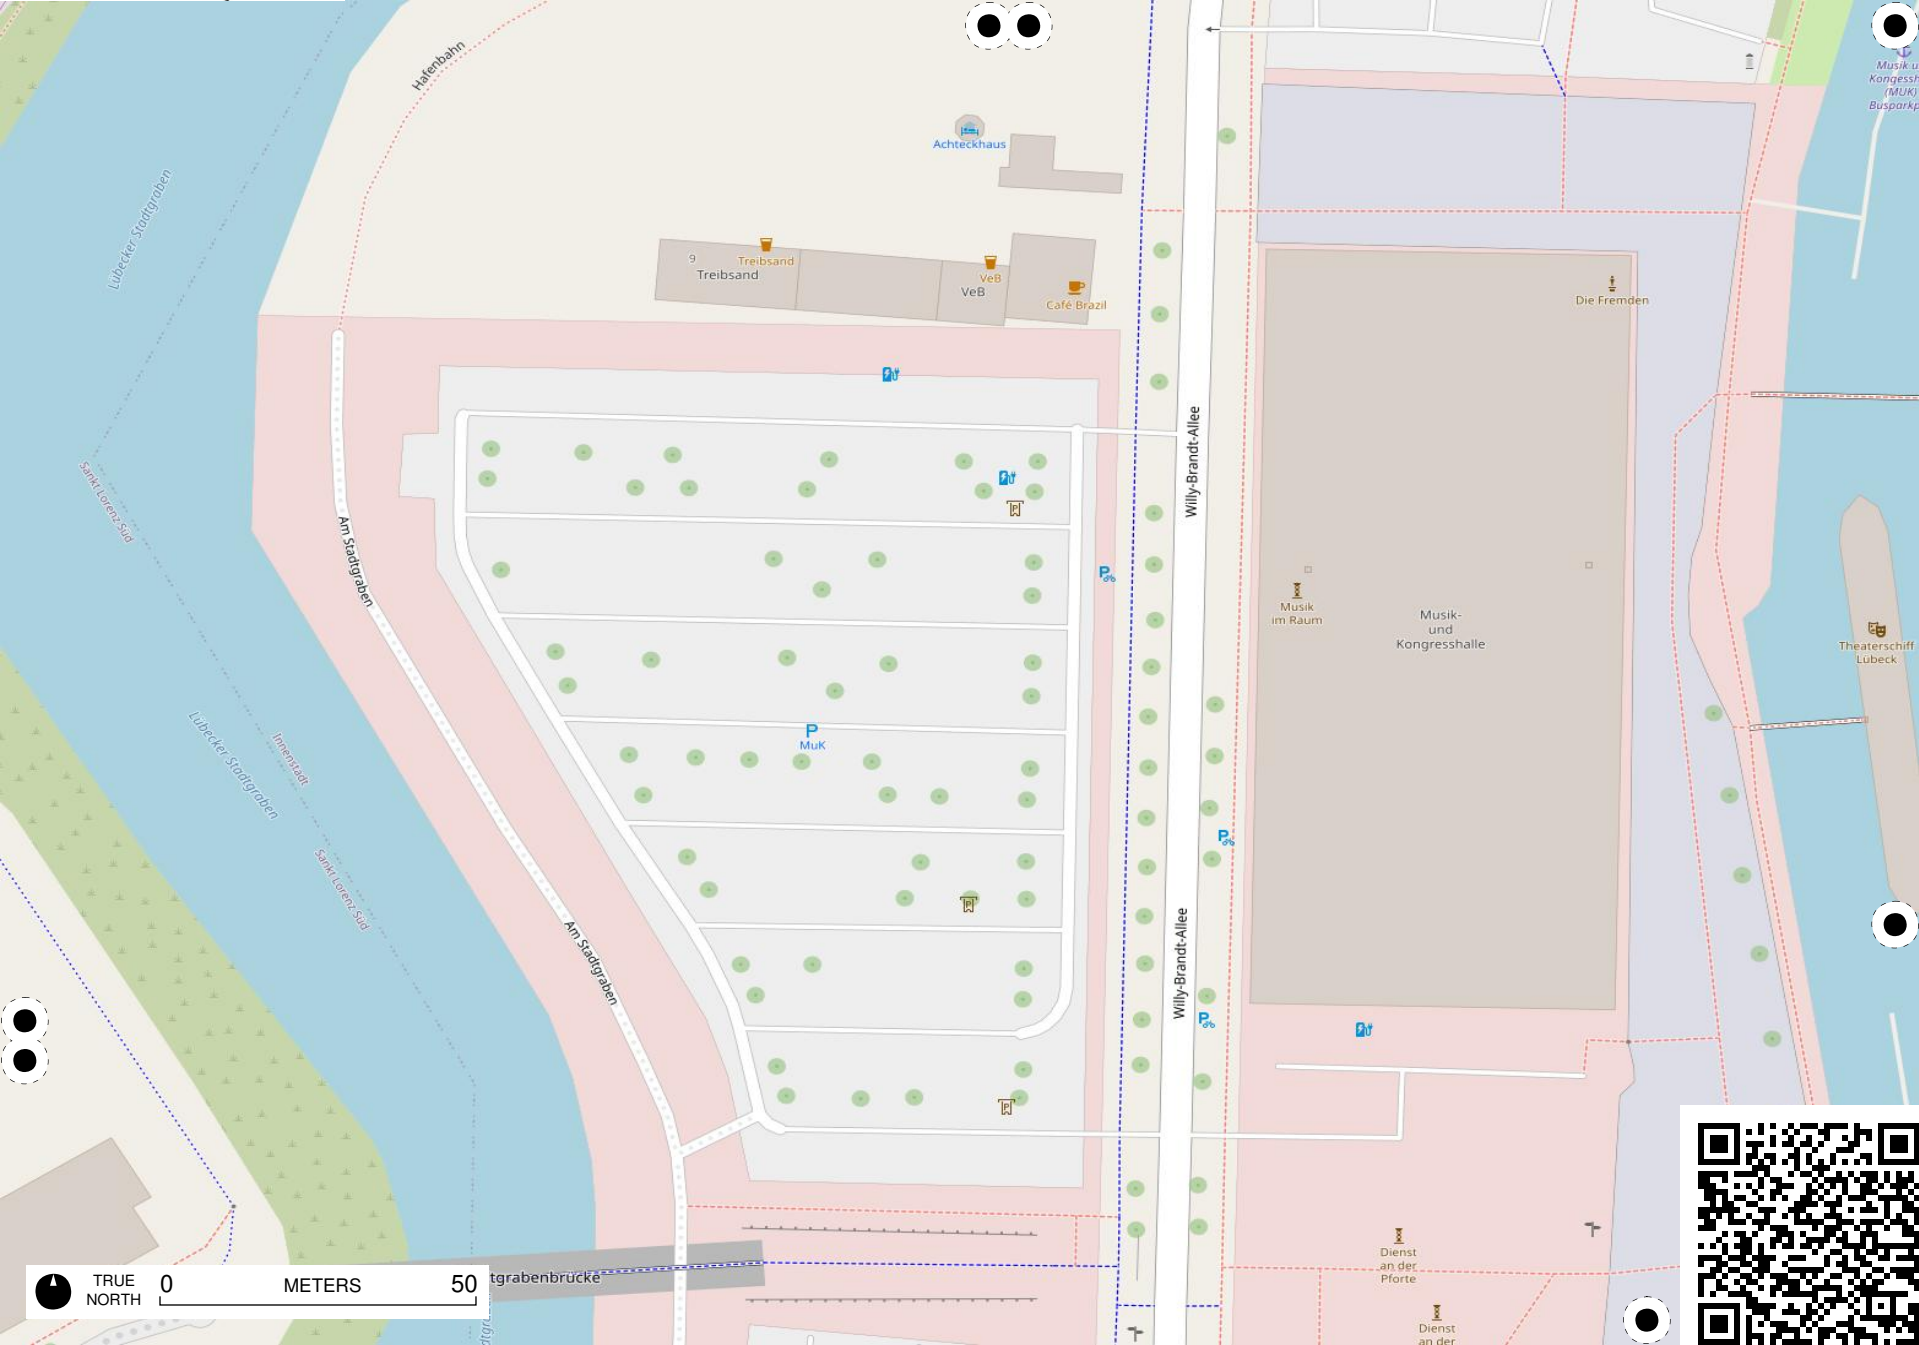 Hafenbahn
Musik u
Kongessh
(MUK)
Busparkp
Achteckhaus
Lübecker Stadtgraben
9
Treibsand
Treibsand
VeB
VeB
Café Brazil
Die Fremden
Willy-Brandt-Allee
Sankt Lorenz Süd
Am Stadtgraben
P
P
Musik
im Raum
Musik-
und
Kongresshalle
Theaterschiff
Lübeck
Lübecker Stadtgraben
Innenstadt
P
MuK
P
Sankt Lorenz Süd
P
Am Stadtgraben
Willy-Brandt-Allee
P
P
Dienst
an der
Pforte
tgrabenbrücke
TRUE
NORTH
0 METERS 50
Dienst
an der